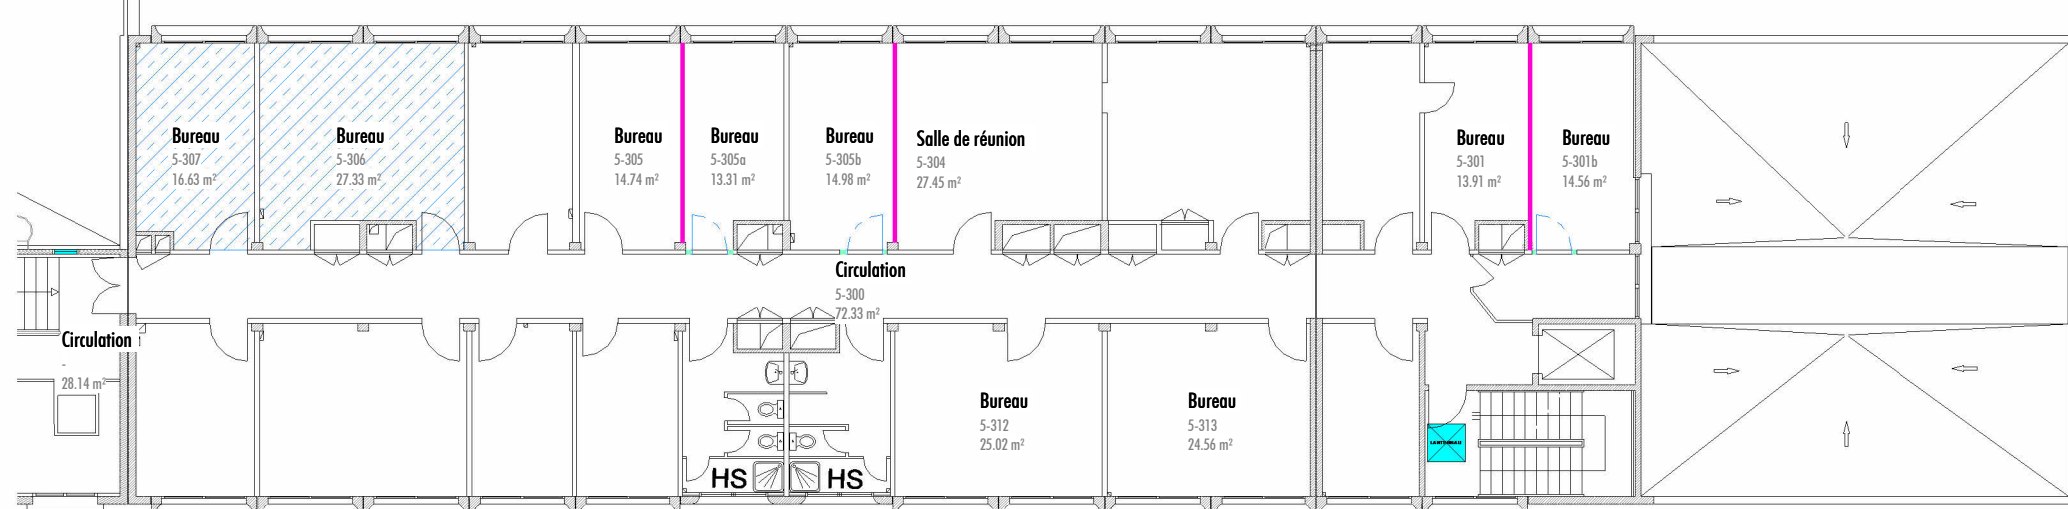 Bureau
5-307
16.63 m²
Bureau
5-306
27.33 m²
Bureau
5-305
14.74 m²
Bureau
5-305a
13.31 m²
Bureau
5-305b
14.98 m²
Salle de réunion
5-304
27.45 m²
Bureau
5-301
13.91 m²
Bureau
5-301b
14.56 m²
Circulation
5-300
72.33 m²
Circulation
-
28.14 m²
Bureau
5-312
25.02 m²
Bureau
5-313
24.56 m²
HS
HS